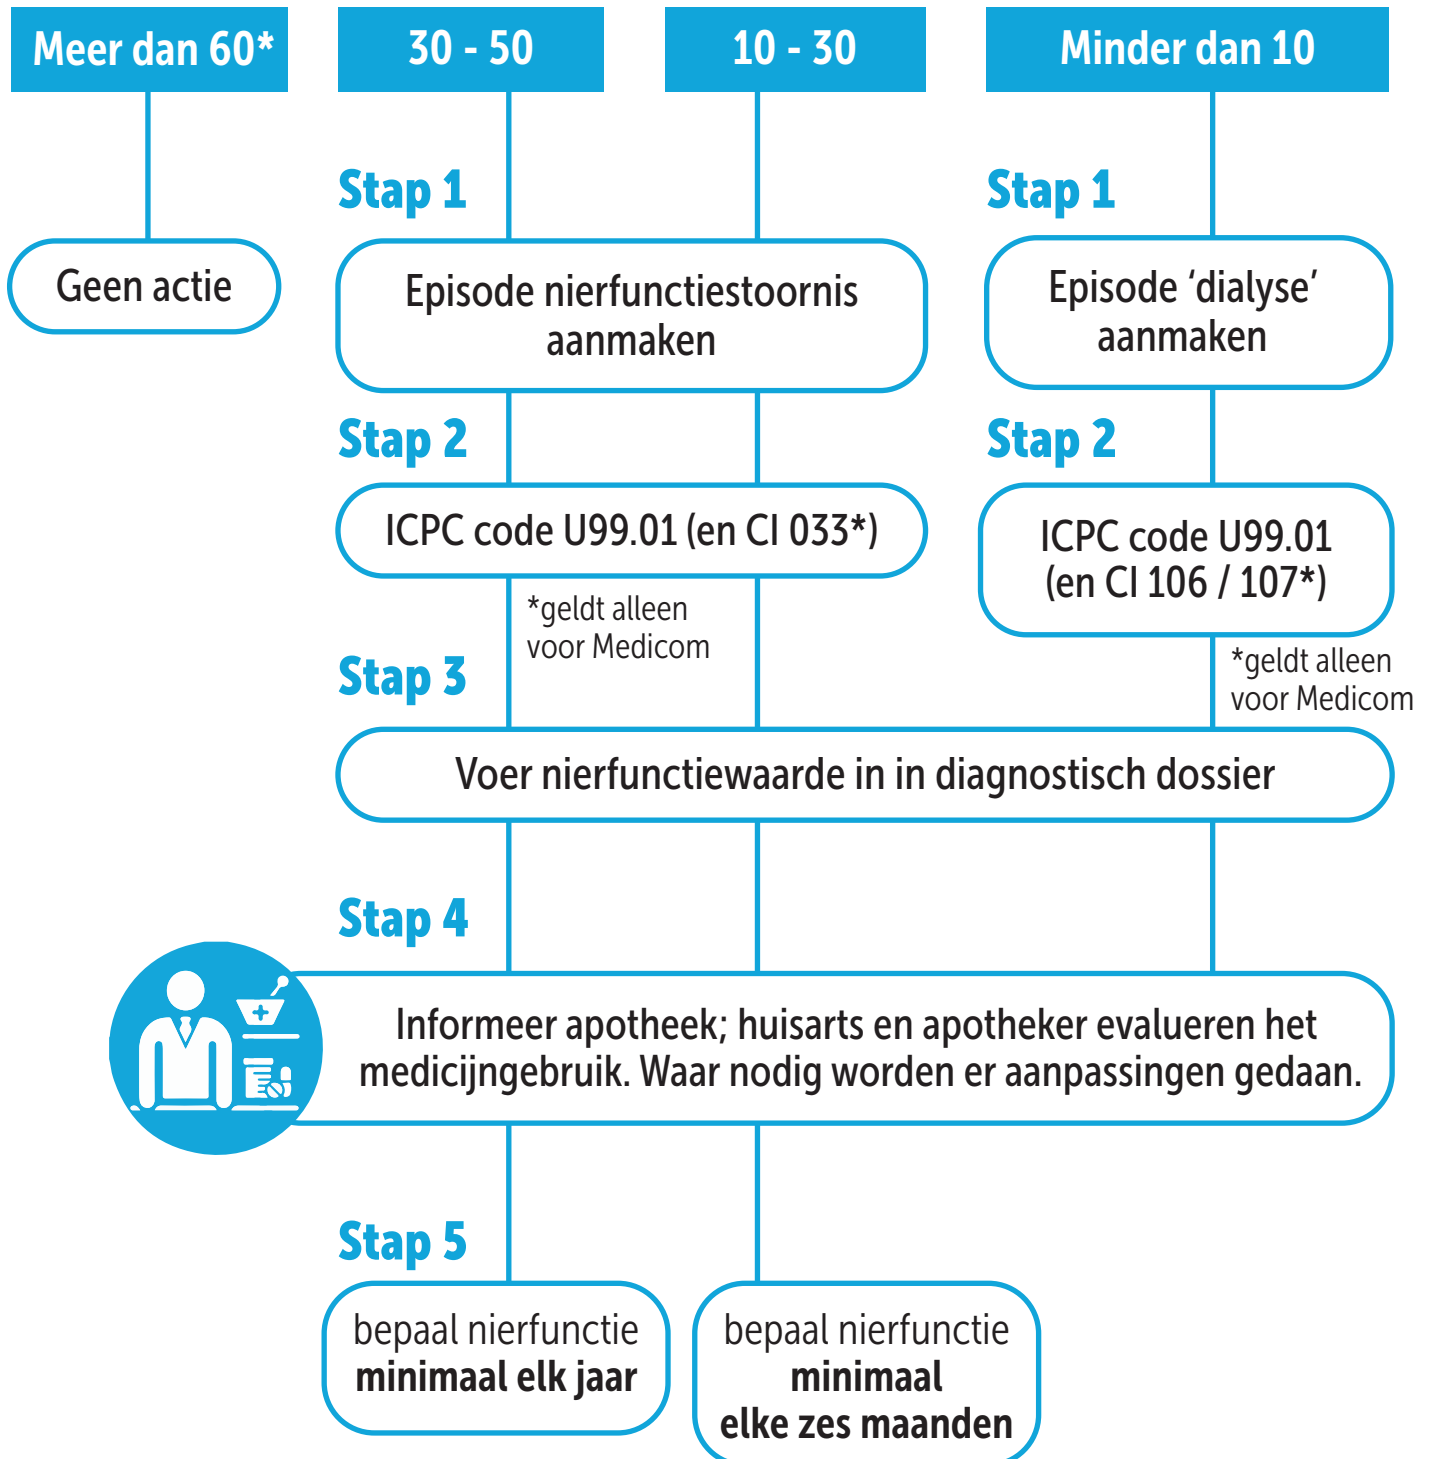 Meer dan 60*
30 - 50
10 - 30
Minder dan 10
Stap 1
Stap 1
Geen actie
Episode nierfunctiestoornis
aanmaken
Episode ‘dialyse’
aanmaken
Stap 2
Stap 2
ICPC code U99.01 (en CI 033*)
ICPC code U99.01
(en CI 106 / 107*)
*geldt alleen
voor Medicom
*geldt alleen
voor Medicom
Stap 3
Voer nierfunctiewaarde in in diagnostisch dossier
Stap 4
Informeer apotheek; huisarts en apotheker evalueren het
medicijngebruik. Waar nodig worden er aanpassingen gedaan.
Stap 5
bepaal nierfunctie
minimaal elk jaar
bepaal nierfunctie
minimaal
elke zes maanden